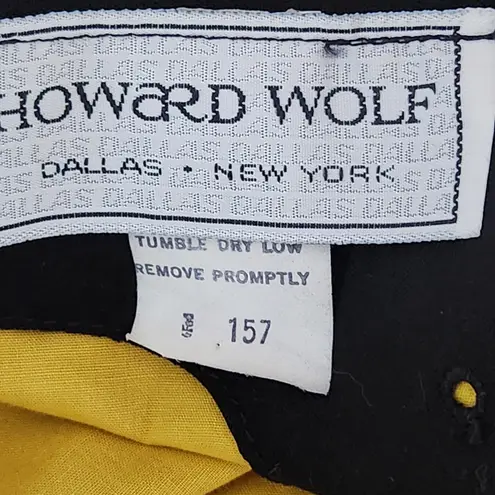 HOWARD WOLF
DALLAS • NEW YORK
TUMBLE DRY LOW
REMOVE PROMPTLY
157